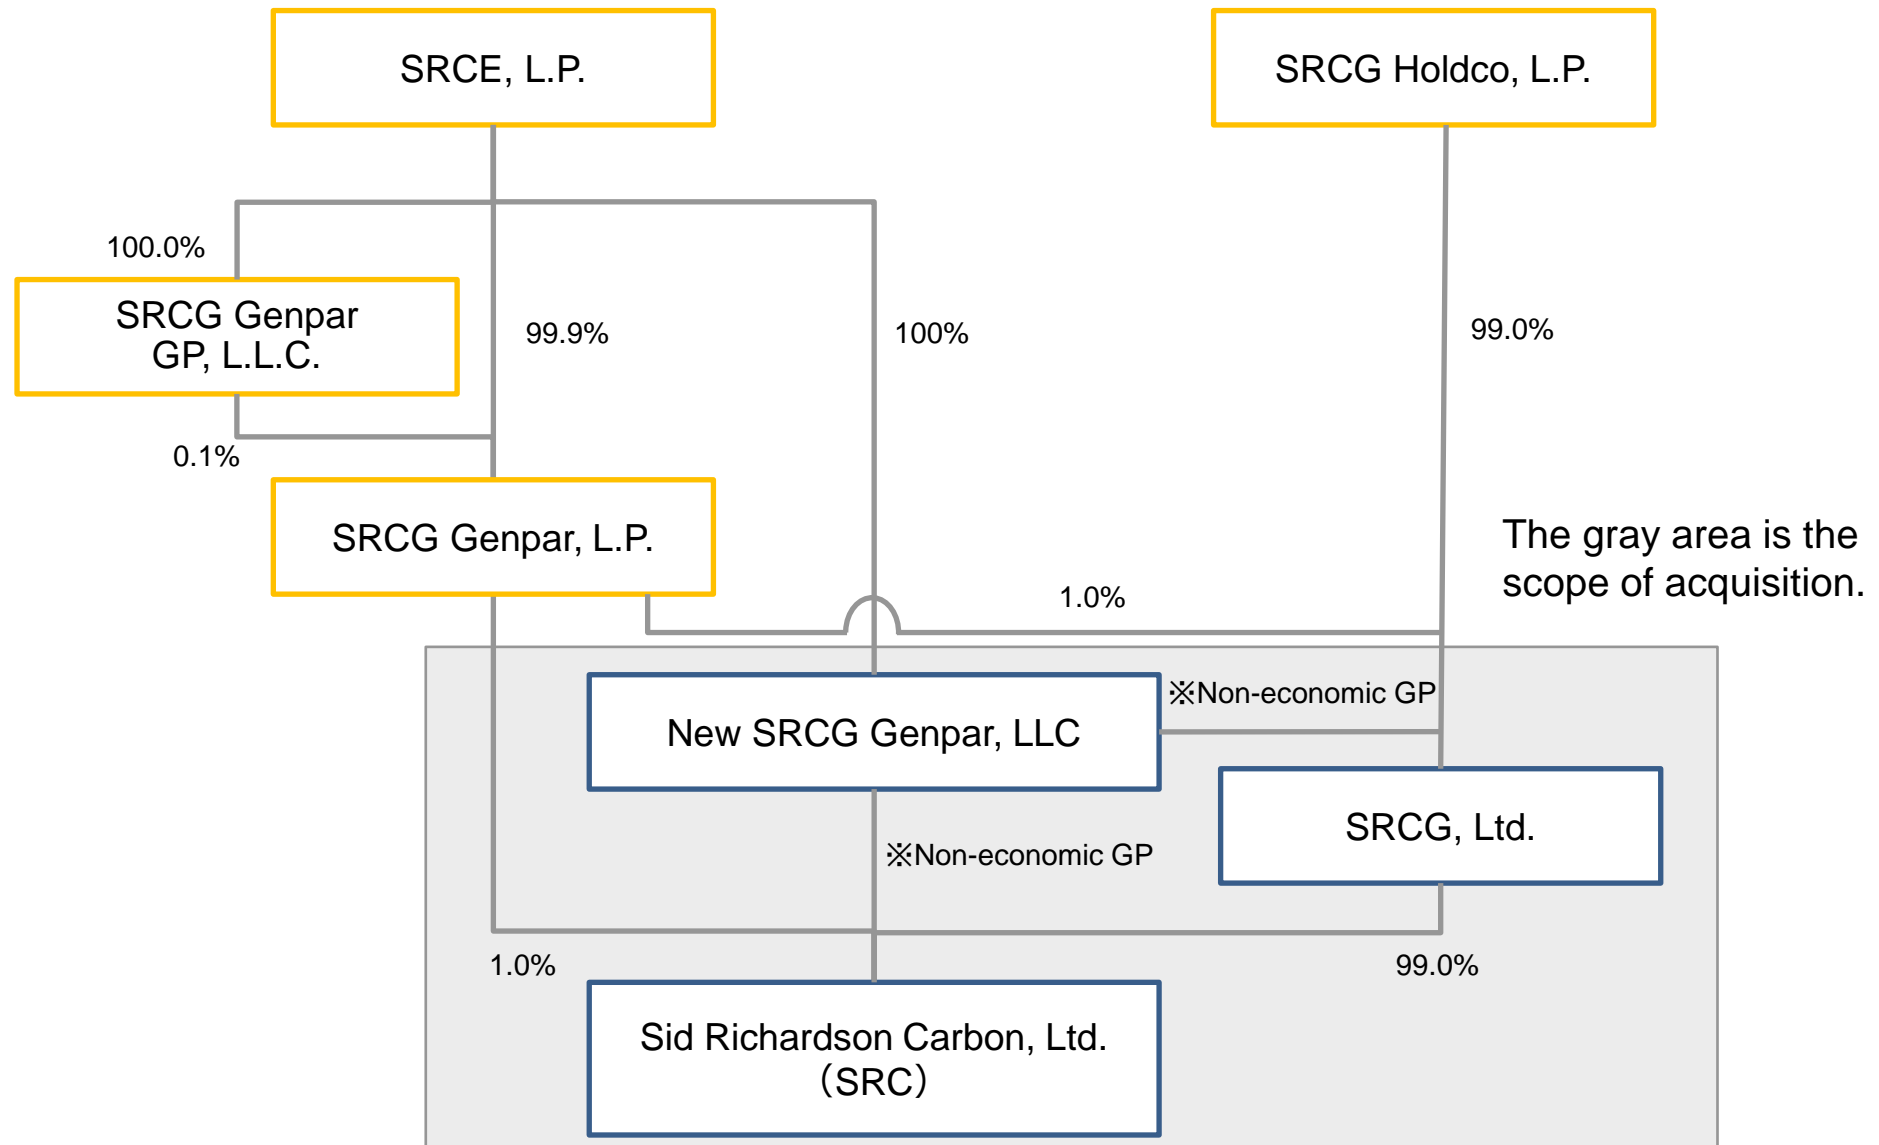 SRCE, L.P.
SRCG Holdco, L.P.
100.0%
SRCG Genpar
GP, L.L.C.
99.9%
100%
99.0%
0.1%
SRCG Genpar, L.P.
The gray area is the
scope of acquisition.
1.0%
※Non-economic GP
New SRCG Genpar, LLC
SRCG, Ltd.
※Non-economic GP
1.0%
99.0%
Sid Richardson Carbon, Ltd.
（SRC）